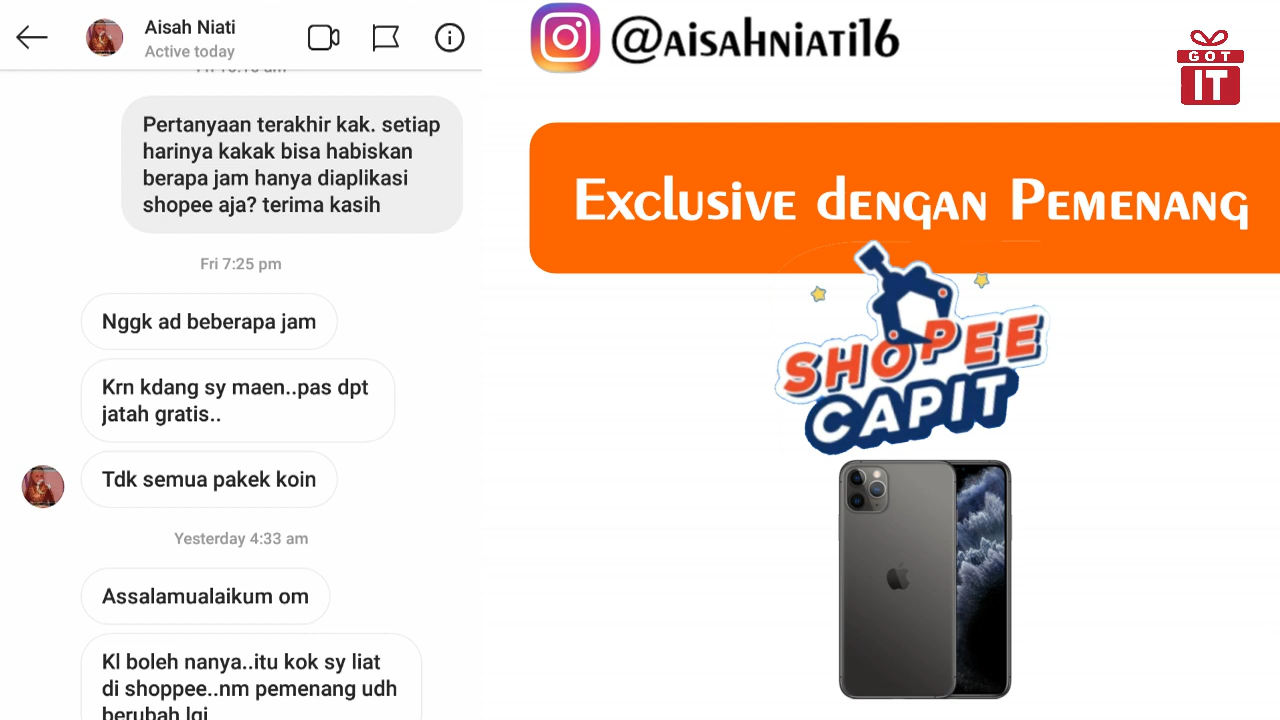 Aisah Niati
Active today
Pertanyaan terakhir kak. setiap
harinya kakak bisa habiskan
berapa jam hanya diaplikasi
shopee aja? terima kasih
Fri 7:25 pm
Nggk ad beberapa jam
Krn kdang sy maen..pas dpt
jatah gratis..
Tdk semua pakek koin
Yesterday 4:33 am
Assalamualaikum om
Kl boleh nanya..itu kok sy liat
di shoppee..nm pemenang udh
berubah lgi
@aisahniati16
GOT
IT
Exclusive dengan Pemenang
SHOPEE
CAPIT